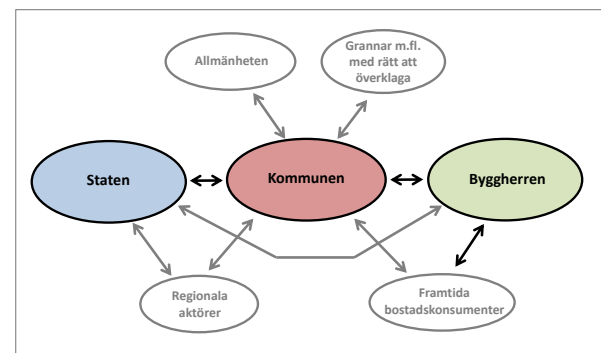 Allmänheten
Grannar m.fl.
med rätt att
överklaga
Staten
Kommunen
Byggherren
Regionala
aktörer
Framtida
bostadskonsumenter